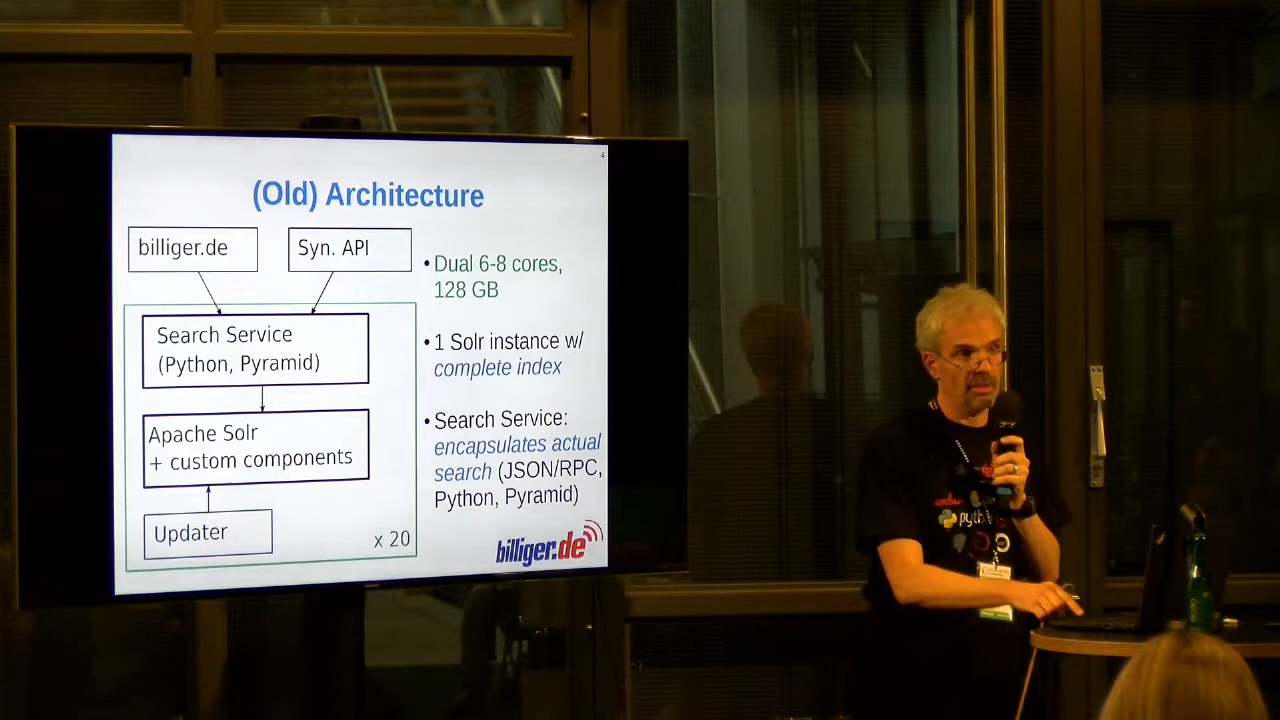 4
(Old) Architecture
billiger.de
Syn. API
Search Service
(Python, Pyramid)
Apache Solr
+ custom components
Updater
x 20
• Dual 6-8 cores,
128 GB
• 1 Solr instance w/
complete index
• Search Service:
encapsulates actual
search (JSON/RPC,
Python, Pyramid)
billiger.de
pyth